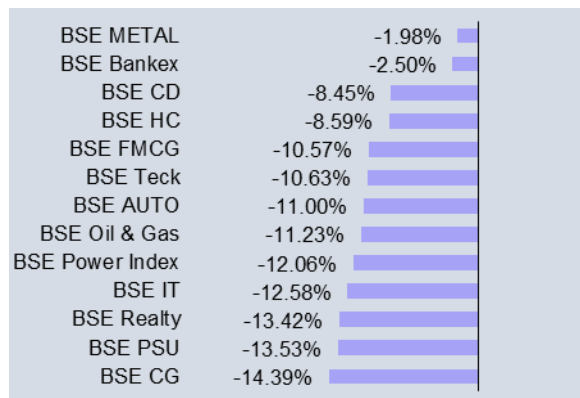 BSE METAL -1.98%
BSE Bankex -2.50%
BSE CD -8.45%
BSE HC -8.59%
BSE FMCG -10.57%
BSE Teck -10.63%
BSE AUTO -11.00%
BSE Oil & Gas -11.23%
BSE Power Index -12.06%
BSE IT -12.58%
BSE Realty -13.42%
BSE PSU -13.53%
BSE CG -14.39%